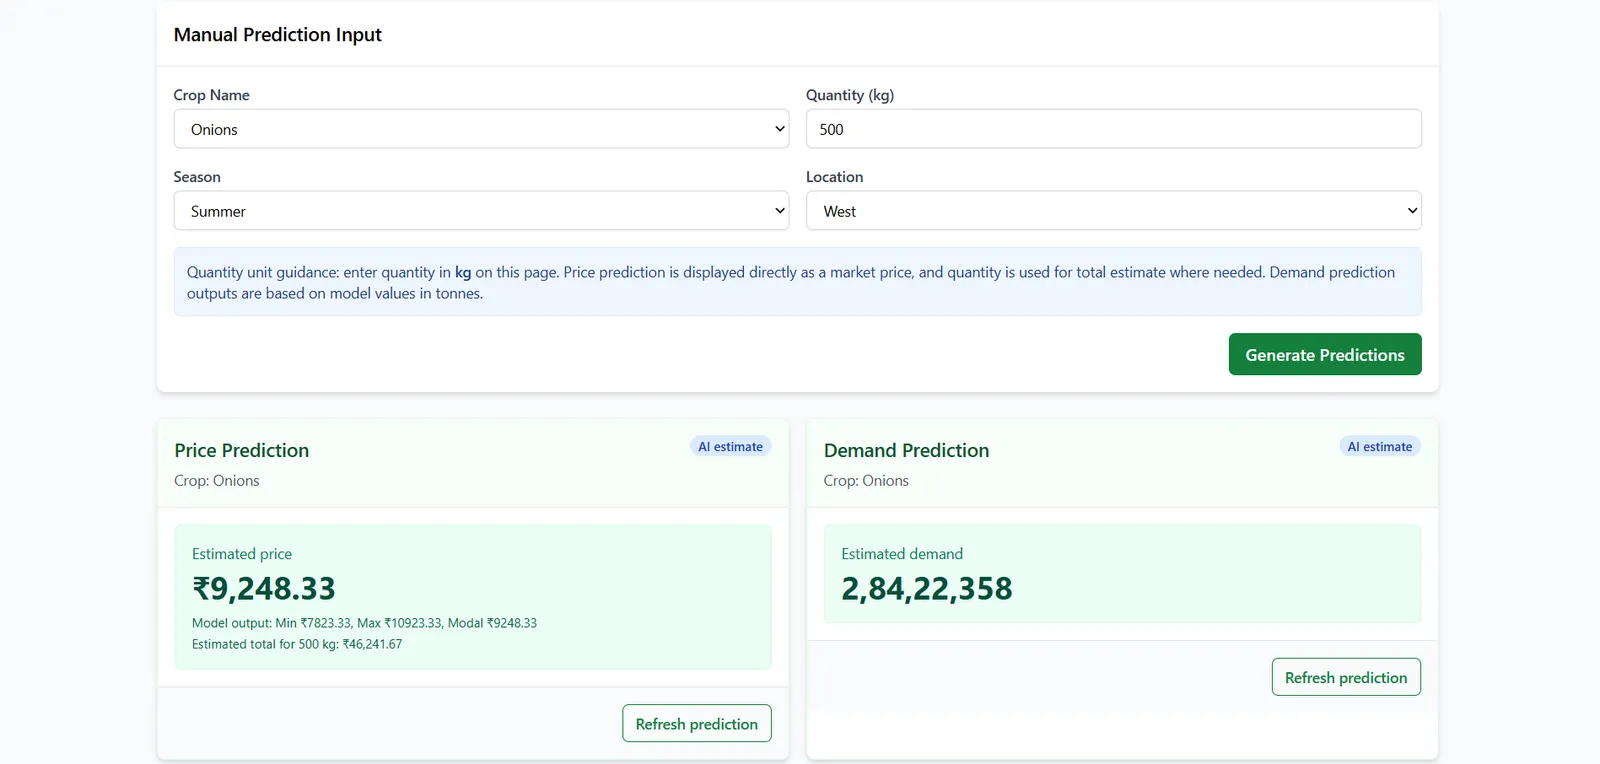 Manual Prediction Input
Crop Name
Quantity (kg)
Onions
500
Season
Location
Summer
West
Quantity unit guidance: enter quantity in kg on this page. Price prediction is displayed directly as a market price, and quantity is used for total estimate where needed. Demand prediction
outputs are based on model values in tonnes.
Generate Predictions
Price Prediction
AI estimate
Crop: Onions
Estimated price
₹9,248.33
Model output: Min ₹7823.33, Max ₹10923.33, Modal ₹9248.33
Estimated total for 500 kg: ₹46,241.67
Refresh prediction
Demand Prediction
AI estimate
Crop: Onions
Estimated demand
2,84,22,358
Refresh prediction